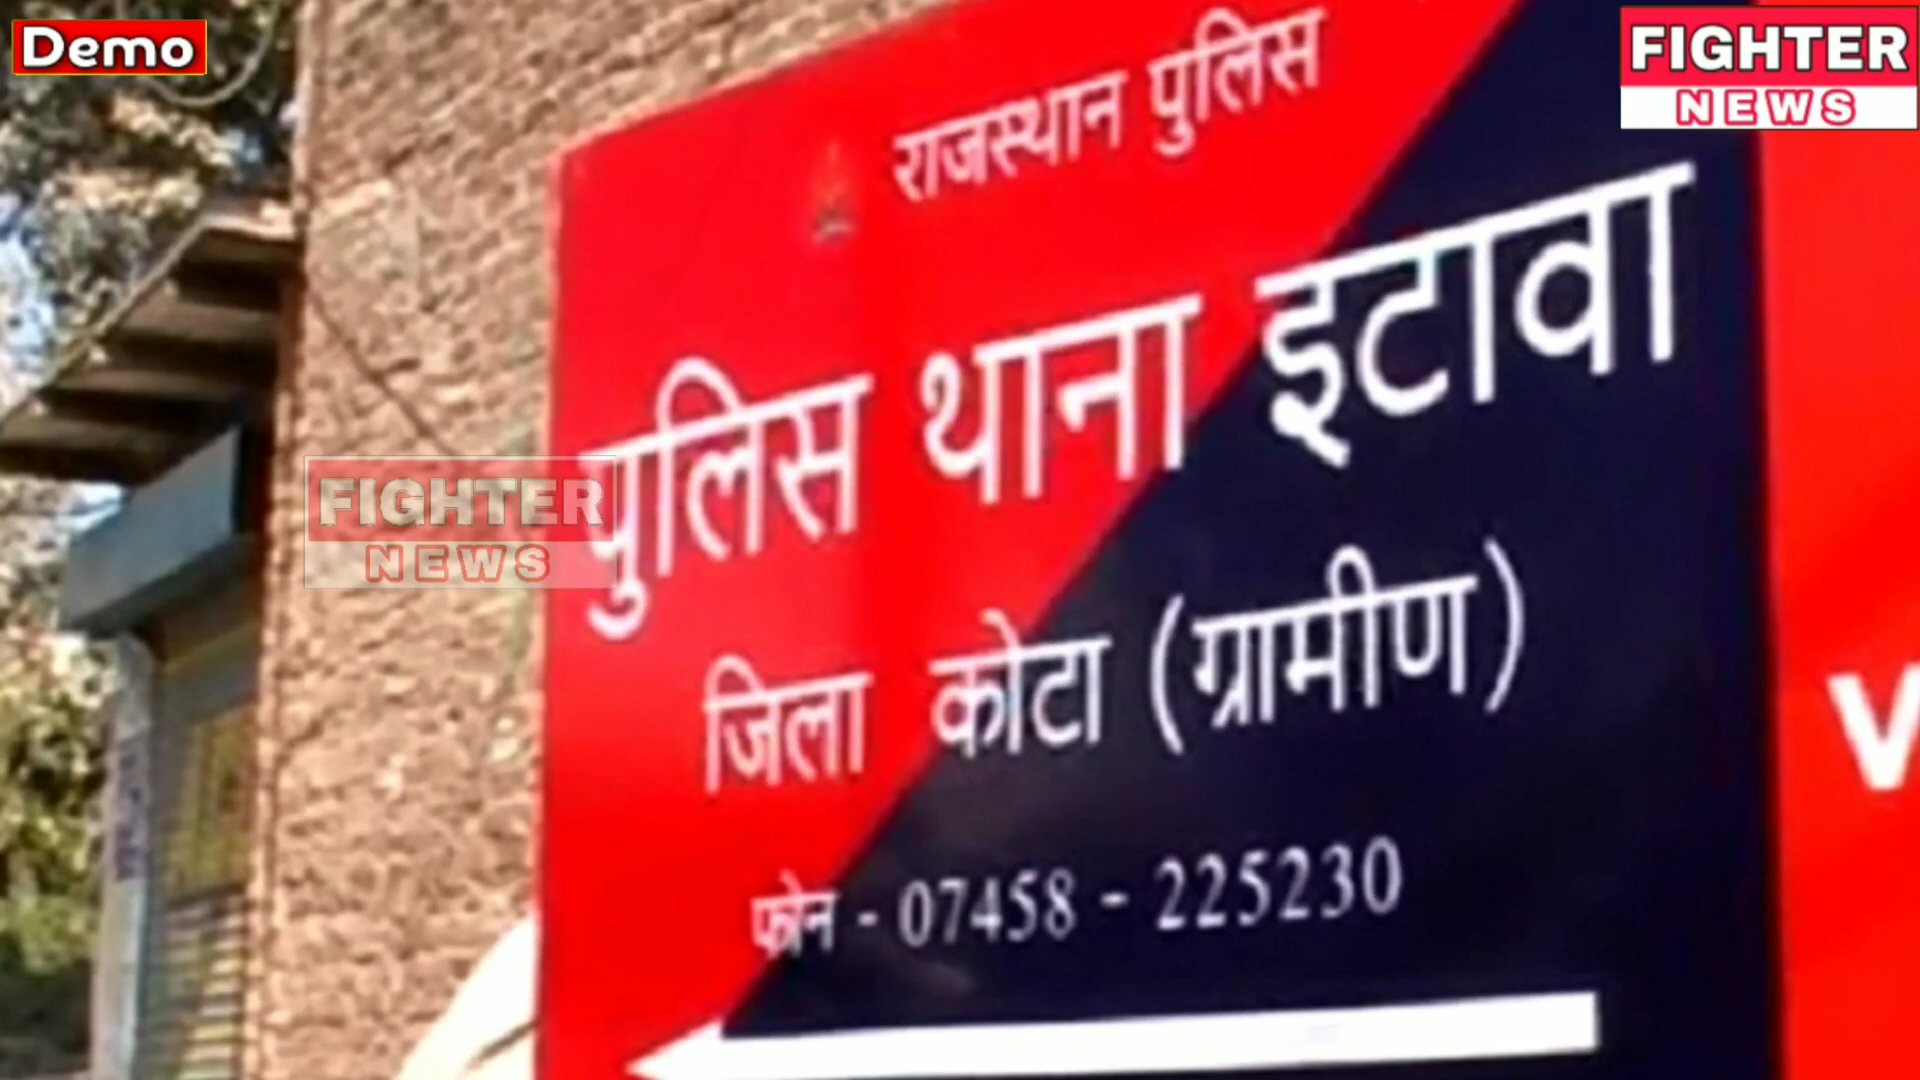 Demo
FIGHTER
NEWS
राजस्थान पुलिस
पुलिस थाना इटावा
FIGHTER
NEWS
जिला कोटा (ग्रामीण)
फोन - 07458 - 225230
V